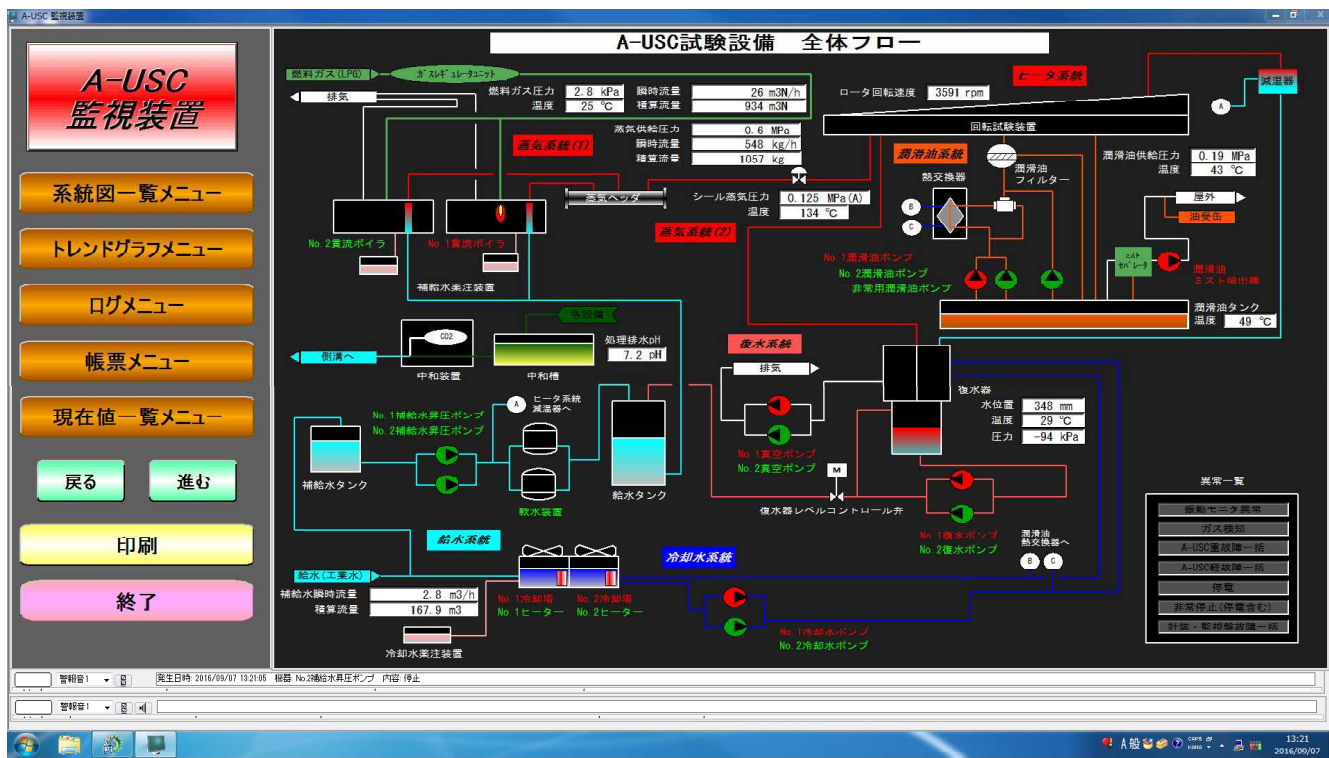 A-USC 監視装置
A-USC試験設備 全体フロー
A-USC
監視装置
系統図一覧メニュー
トレンドグラフメニュー
ログメニュー
帳票メニュー
現在値一覧メニュー
戻る
進む
印刷
終了
燃料ガス(LPG)
ガスレギュレータユニット
排気
燃料ガス圧力 2.8 kPa
温度 25 ℃
瞬時流量 26 m3N/h
積算流量 934 m3N
蒸気系統(1)
蒸気供給圧力 0.6 MPa
瞬時流量 548 kg/h
積算流量 1057 kg
ロータ回転速度 3591 rpm
ヒータ系統
減温器
A
回転試験装置
潤滑油系統
潤滑油
フィルター
熱交換器
B
C
潤滑油供給圧力 0.19 MPa
温度 43 ℃
屋外
油受缶
ミスト
セパレータ
潤滑油
ミスト抽出機
蒸気ヘッダ
シール蒸気圧力 0.125 MPa(A)
温度 134 ℃
蒸気系統(2)
No.2貫流ボイラ
No.1貫流ボイラ
補給水薬注装置
No.1潤滑油ポンプ
No.2潤滑油ポンプ
非常用潤滑油ポンプ
潤滑油タンク
温度 49 ℃
各設備
CO2
側溝へ
中和装置
中和槽
処理排水pH
7.2 pH
復水系統
排気
No.1真空ポンプ
No.2真空ポンプ
復水器
水位置 348 mm
温度 29 ℃
圧力 -94 kPa
A
ヒータ系統
減温器へ
No.1補給水昇圧ポンプ
No.2補給水昇圧ポンプ
補給水タンク
軟水装置
給水タンク
M
復水器レベルコントロール弁
No.1復水ポンプ
No.2復水ポンプ
潤滑油
熱交換器へ
B
C
異常一覧
振動モニタ異常
ガス検知
A-USC重故障一括
A-USC軽故障一括
停電
非常停止(停電含む)
計装・監視盤故障一括
給水系統
冷却水系統
給水(工業水)
補給水瞬時流量 2.8 m3/h
積算流量 167.9 m3
No.1冷却塔
No.1ヒーター
No.2冷却塔
No.2ヒーター
冷却水薬注装置
No.1冷却水ポンプ
No.2冷却水ポンプ
警報音1
発生日時: 2016/09/07 13:21:05 機器: No.2補給水昇圧ポンプ 内容: 停止
警報音1
A 般
CAPS
KANA
13:21
2016/09/07